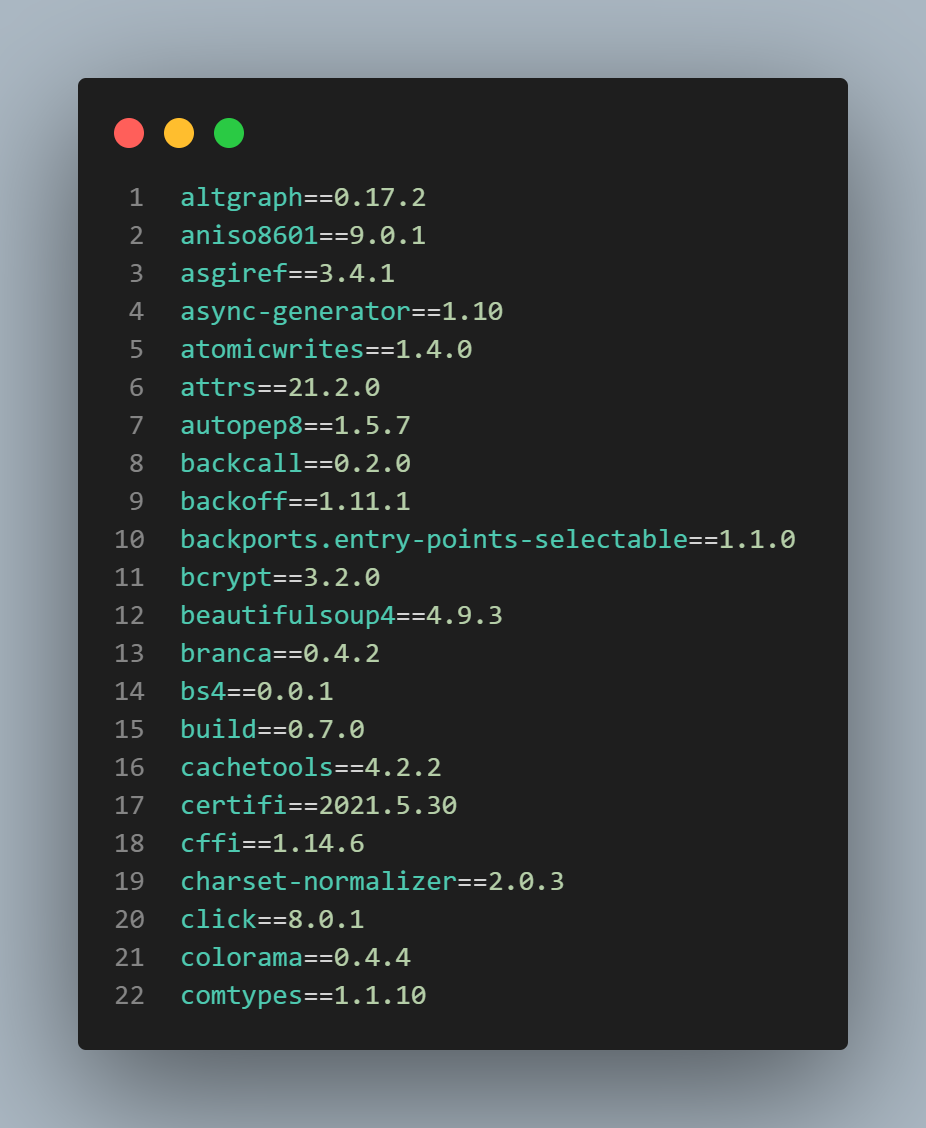 1 altgraph==0.17.2
2 aniso8601==9.0.1
3 asgiref==3.4.1
4 async-generator==1.10
5 atomicwrites==1.4.0
6 attrs==21.2.0
7 autopep8==1.5.7
8 backcall==0.2.0
9 backoff==1.11.1
10 backports.entry-points-selectable==1.1.0
11 bcrypt==3.2.0
12 beautifulsoup4==4.9.3
13 branca==0.4.2
14 bs4==0.0.1
15 build==0.7.0
16 cachetools==4.2.2
17 certifi==2021.5.30
18 cffi==1.14.6
19 charset-normalizer==2.0.3
20 click==8.0.1
21 colorama==0.4.4
22 comtypes==1.1.10